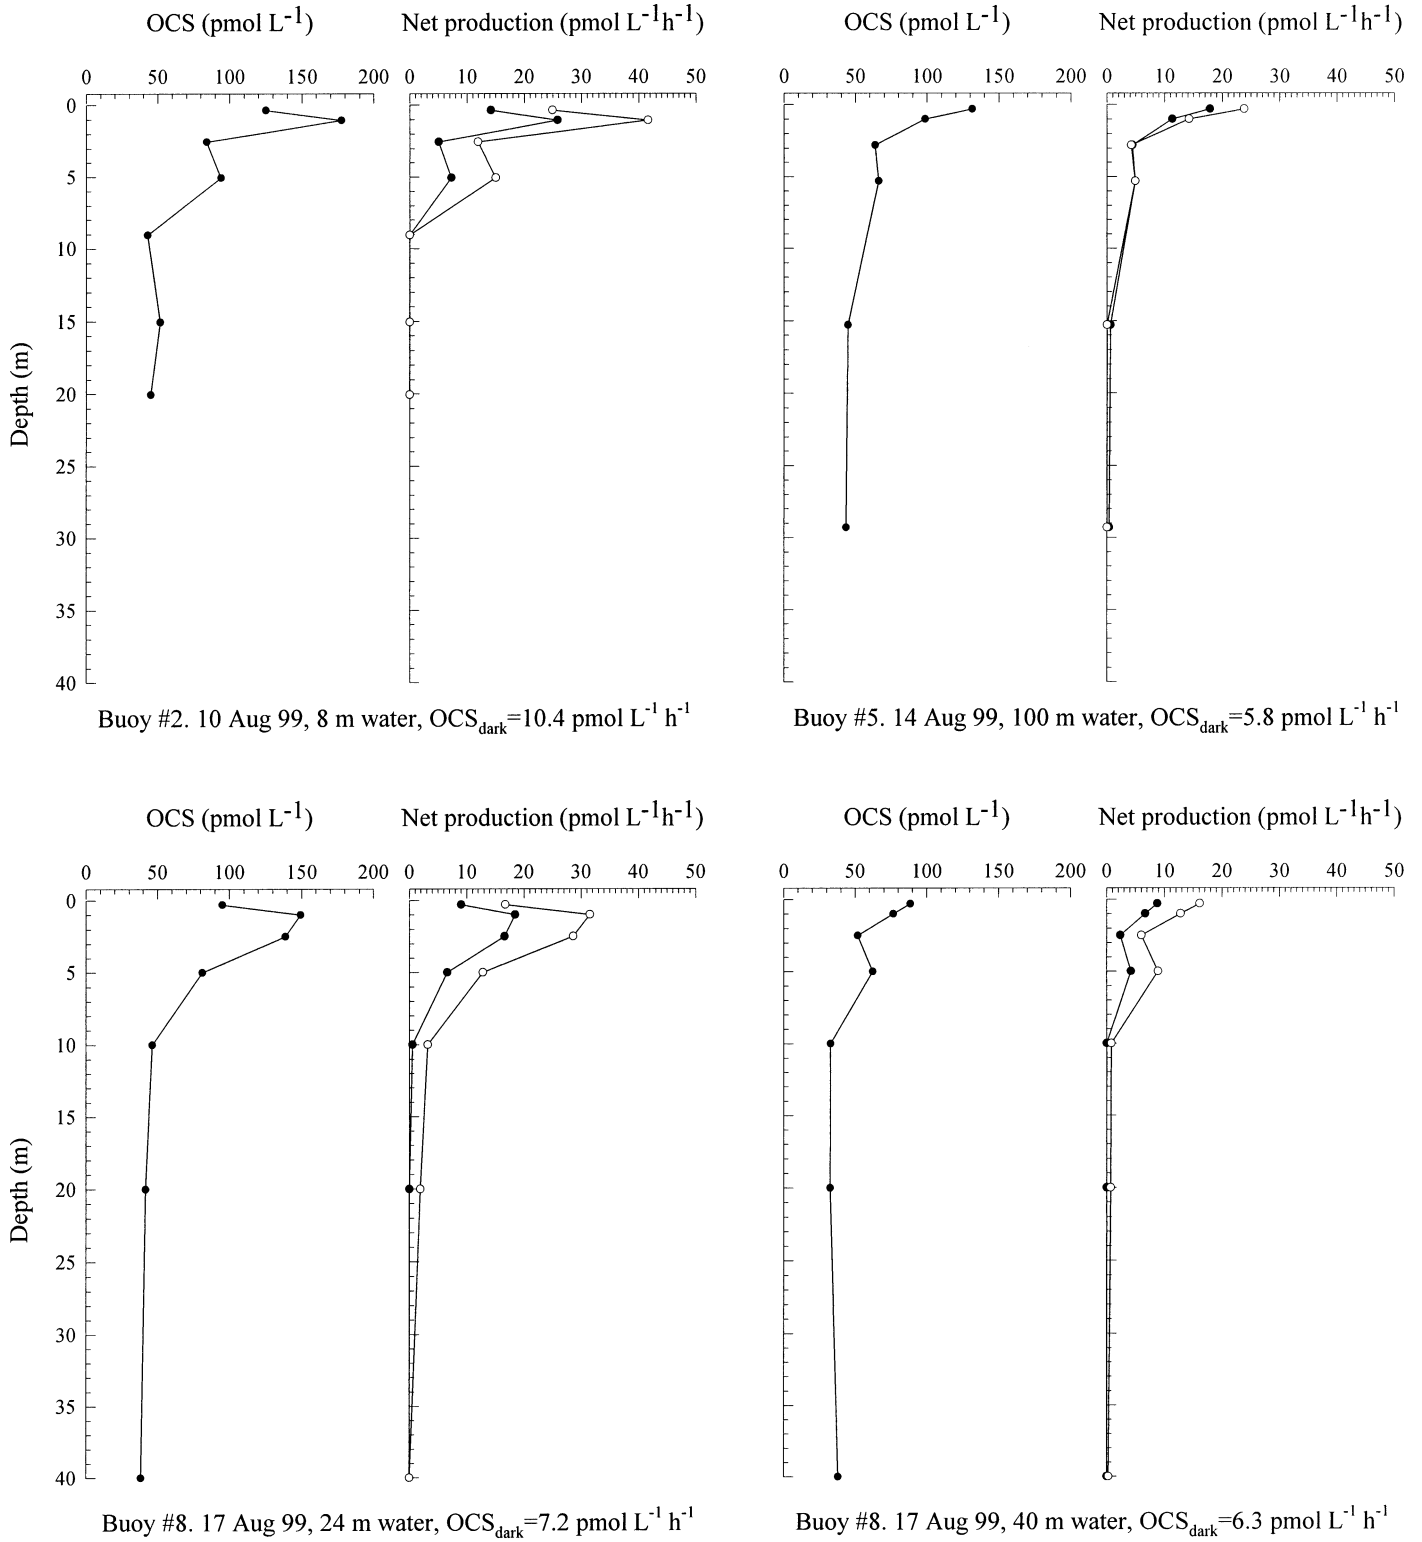 OCS (pmol L-1) Net production (pmol L-1h-1) OCS (pmol L-1) Net production (pmol L-1h-1)
0 50 100 150 200 0 10 20 30 40 50 0 50 100 150 200 0 10 20 30 40 50
0
5
10
15
20
25
30
35
40
Depth (m)
Buoy #2. 10 Aug 99, 8 m water, OCSdark=10.4 pmol L-1 h-1 Buoy #5. 14 Aug 99, 100 m water, OCSdark=5.8 pmol L-1 h-1
OCS (pmol L-1) Net production (pmol L-1h-1) OCS (pmol L-1) Net production (pmol L-1h-1)
0 50 100 150 200 0 10 20 30 40 50 0 50 100 150 200 0 10 20 30 40 50
0
5
10
15
20
25
30
35
40
Depth (m)
Buoy #8. 17 Aug 99, 24 m water, OCSdark=7.2 pmol L-1 h-1 Buoy #8. 17 Aug 99, 40 m water, OCSdark=6.3 pmol L-1 h-1